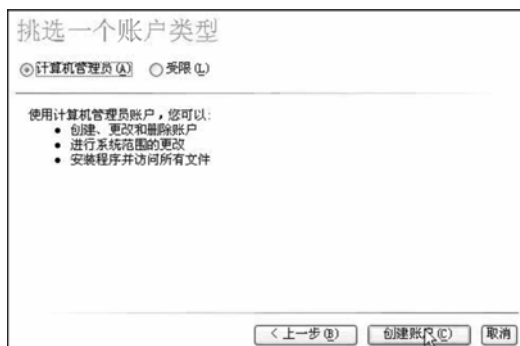 挑选一个账户类型
计算机管理员(A) 受限(L)
使用计算机管理员账户，您可以:
• 创建、更改和删除账户
• 进行系统范围的更改
• 安装程序并访问所有文件
<上一步(B) 创建账户(C) 取消